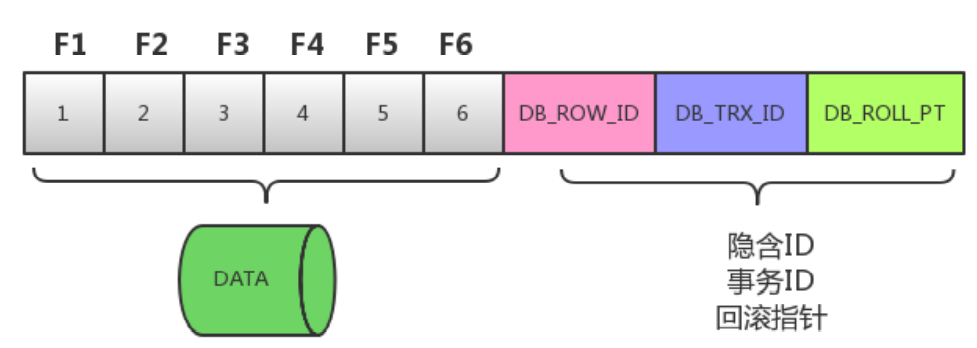 F1 F2 F3 F4 F5 F6
1 2 3 4 5 6 DB_ROW_ID DB_TRX_ID DB_ROLL_PT
DATA
隐含ID
事务ID
回滚指针